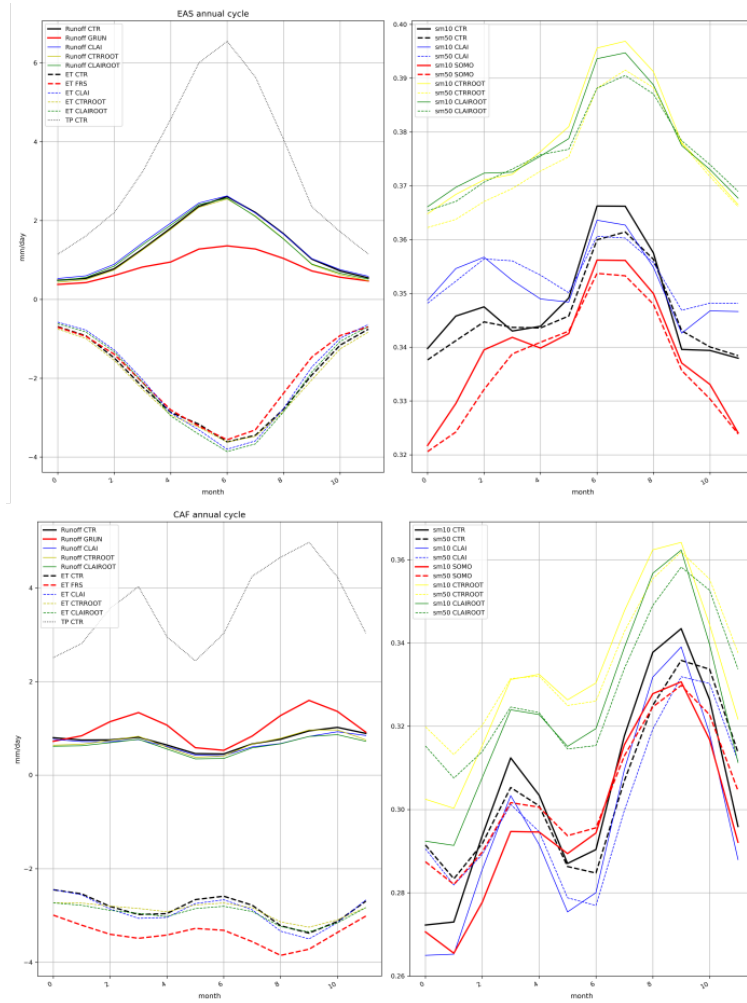 EAS annual cycle
Runoff CTR
Runoff GRUN
Runoff CLAI
Runoff CTRROOT
Runoff CLAIROOT
ET CTR
ET FRS
ET CLAI
ET CTRROOT
ET CLAIROOT
TP CTR
6
4
2
0
−2
−4
mm/day
0
2
4
6
8
10
month
sm10 CTR
sm50 CTR
sm10 CLAI
sm50 CLAI
sm10 SOMO
sm50 SOMO
sm10 CTRROOT
sm50 CTRROOT
sm10 CLAIROOT
sm50 CLAIROOT
0.40
0.39
0.38
0.37
0.36
0.35
0.34
0.33
0.32
0
2
4
6
8
10
month
CAF annual cycle
Runoff CTR
Runoff GRUN
Runoff CLAI
Runoff CTRROOT
Runoff CLAIROOT
ET CTR
ET FRS
ET CLAI
ET CTRROOT
ET CLAIROOT
TP CTR
4
2
0
−2
−4
mm/day
0
2
4
6
8
10
month
sm10 CTR
sm50 CTR
sm10 CLAI
sm50 CLAI
sm10 SOMO
sm50 SOMO
sm10 CTRROOT
sm50 CTRROOT
sm10 CLAIROOT
sm50 CLAIROOT
0.36
0.34
0.32
0.30
0.28
0.26
0
2
4
6
8
10
month